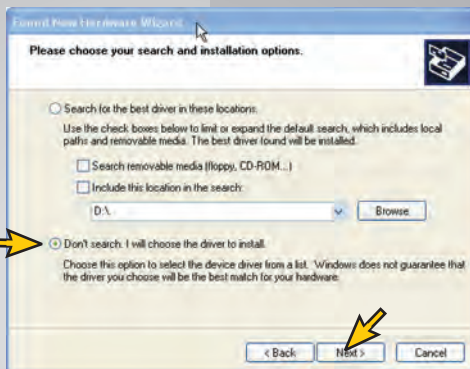 Found New Hardware Wizard
Please choose your search and installation options.
Search for the best driver in these locations.
Use the check boxes below to limit or expand the default search, which includes local
paths and removable media. The best driver found will be installed.
Search removable media (floppy, CD-ROM...)
Include this location in the search:
D:\
Browse
Don't search. I will choose the driver to install.
Choose this option to select the device driver from a list. Windows does not guarantee that
the driver you choose will be the best match for your hardware.
< Back
Next >
Cancel